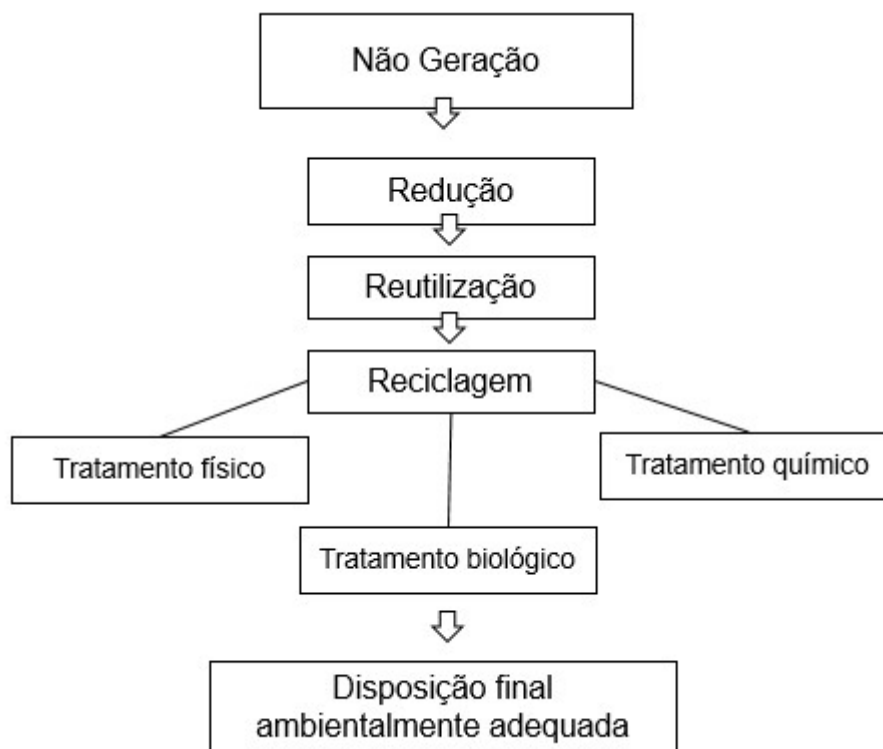 Não Geração
Redução
Reutilização
Reciclagem
Tratamento físico
Tratamento químico
Tratamento biológico
Disposição final
ambientalmente adequada